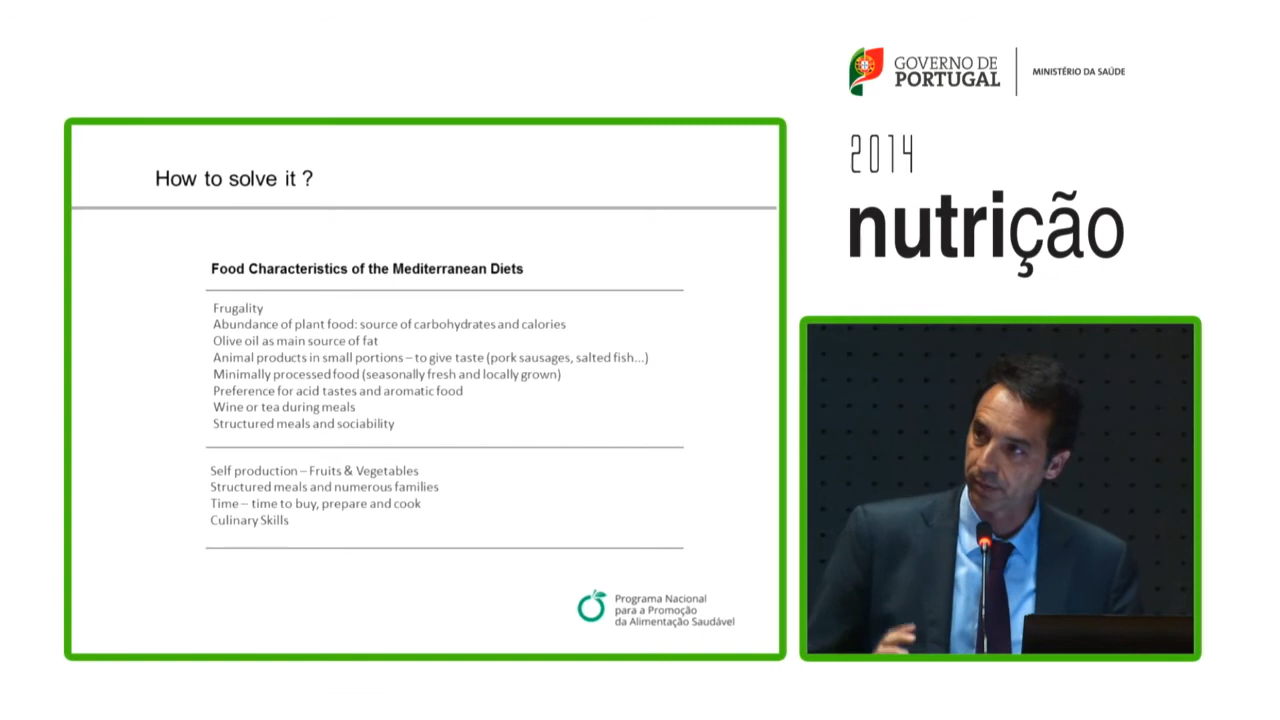 GOVERNO DE
PORTUGAL
MINISTÉRIO DA SAÚDE
2014
nutrição
How to solve it ?
Food Characteristics of the Mediterranean Diets
Frugality
Abundance of plant food: source of carbohydrates and calories
Olive oil as main source of fat
Animal products in small portions – to give taste (pork sausages, salted fish...)
Minimally processed food (seasonally fresh and locally grown)
Preference for acid tastes and aromatic food
Wine or tea during meals
Structured meals and sociability
Self production – Fruits & Vegetables
Structured meals and numerous families
Time – time to buy, prepare and cook
Culinary Skills
Programa Nacional
para a Promoção
da Alimentação Saudável